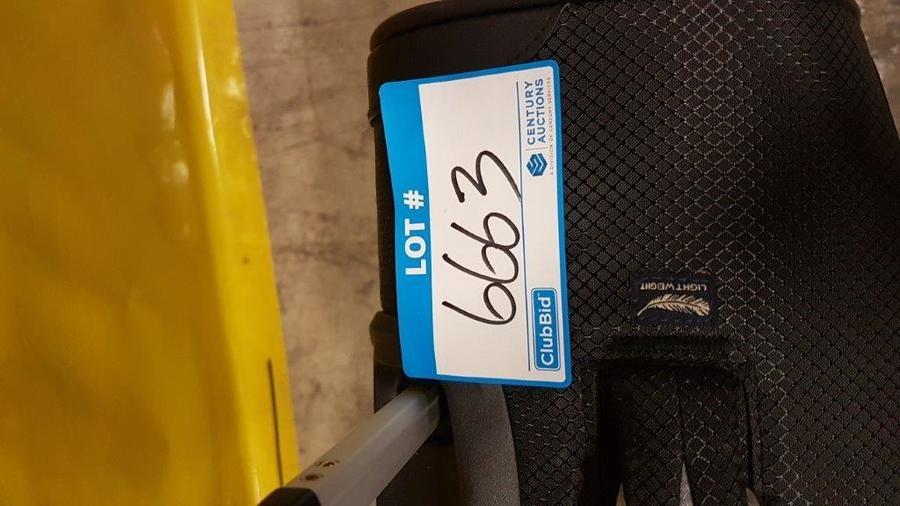 LOT #
6663
ClubBid
CENTURY
AUCTIONS
A DIVISION OF CENTURY SERVICES
LIGHTWEIGHT